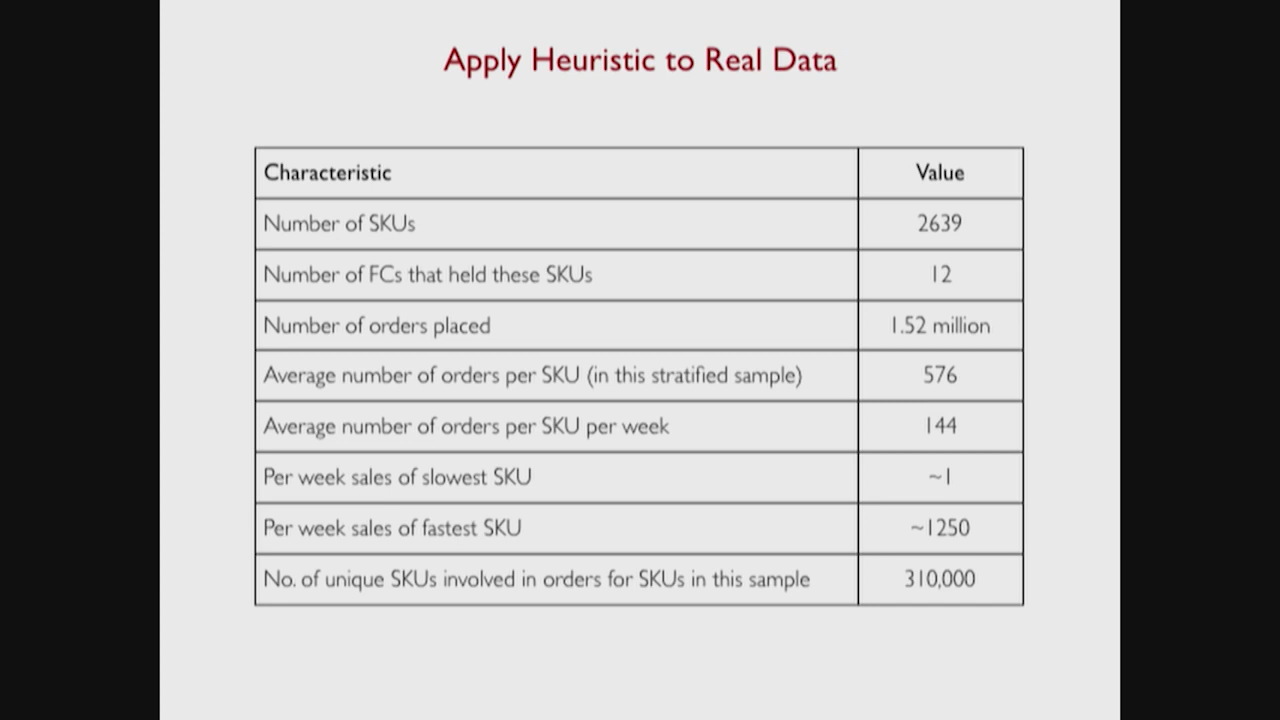 Apply Heuristic to Real Data
Characteristic Value
Number of SKUs 2639
Number of FCs that held these SKUs 12
Number of orders placed 1.52 million
Average number of orders per SKU (in this stratified sample) 576
Average number of orders per SKU per week 144
Per week sales of slowest SKU ~1
Per week sales of fastest SKU ~1250
No. of unique SKUs involved in orders for SKUs in this sample 310,000